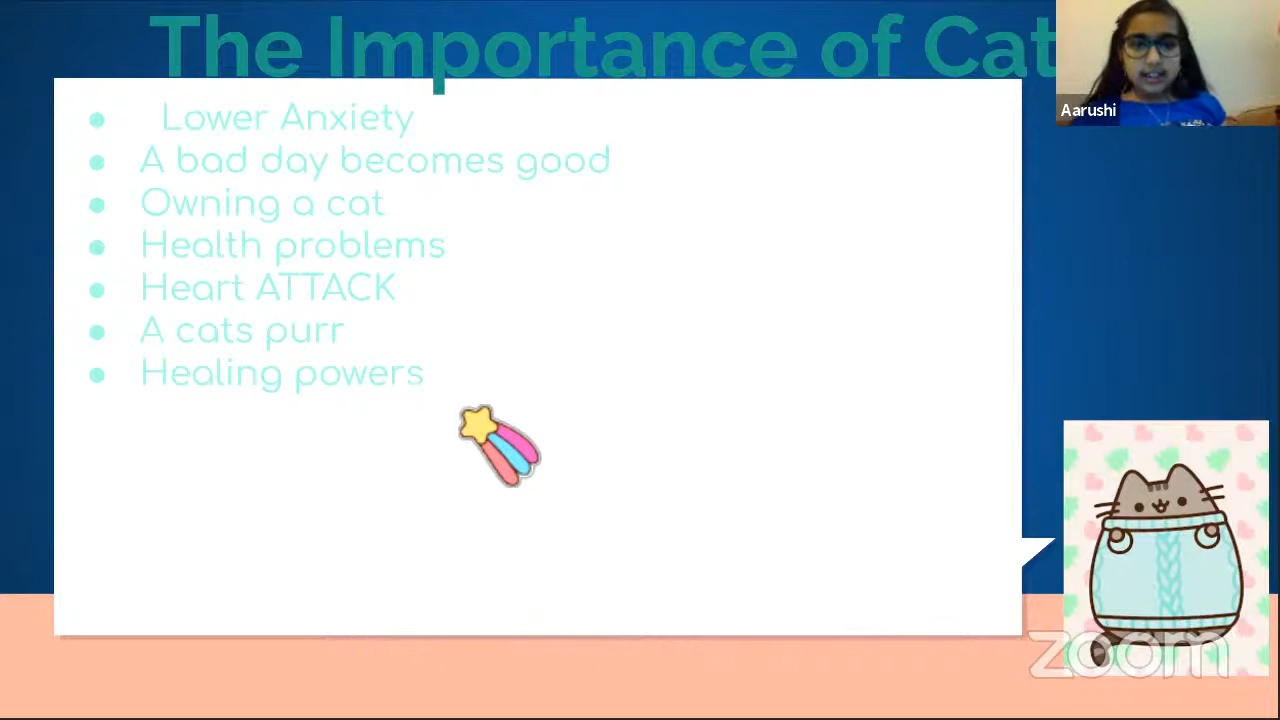 The Importance of Cat
Aarushi
Lower Anxiety
A bad day becomes good
Owning a cat
Health problems
Heart ATTACK
A cats purr
Healing powers
zoom